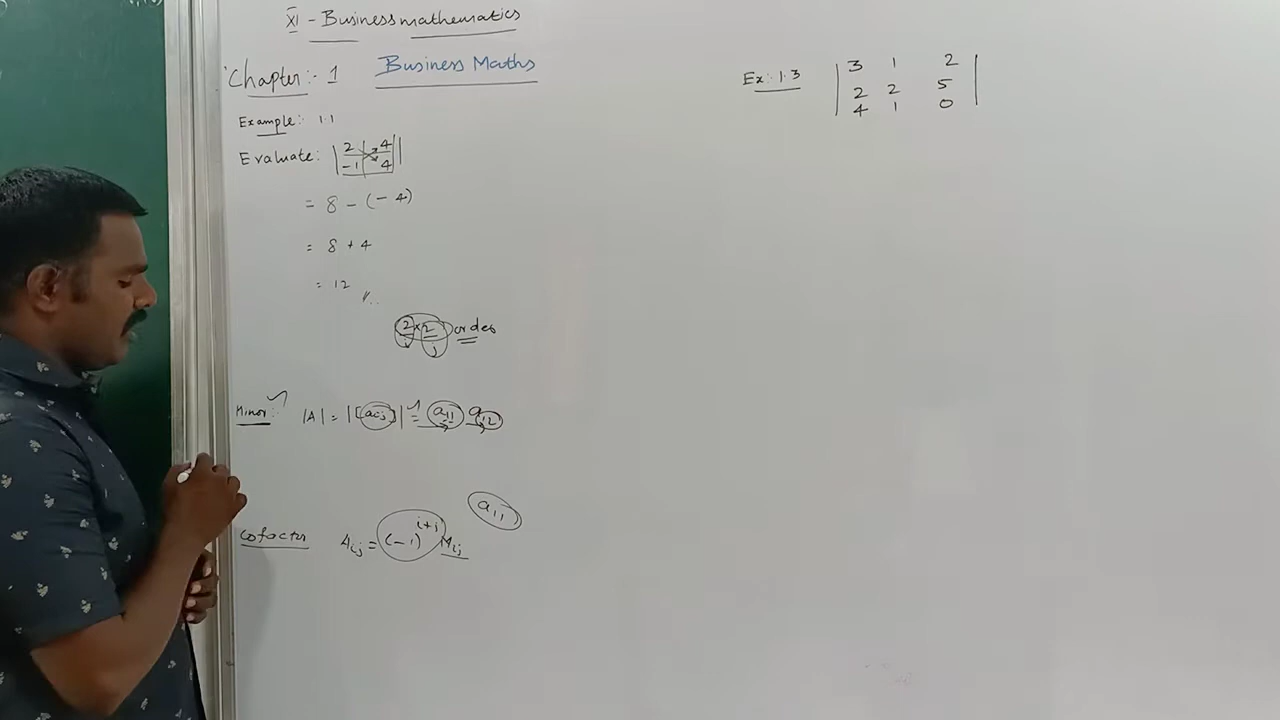 XI - Business mathematics
Chapter:- 1 Business Maths
Example:- 1.1
Evaluate: | 2 4 |
| -1 4 |
= 8 - (-4)
= 8 + 4
= 12
2 x 2 order
i j
Minor:- |A| = |[aij]| = a11 a12
a11
Cofactor Aij = (-1)^i+j Mij
Ex:- 1.3 | 3 1 2 |
| 2 2 5 |
| 4 1 0 |